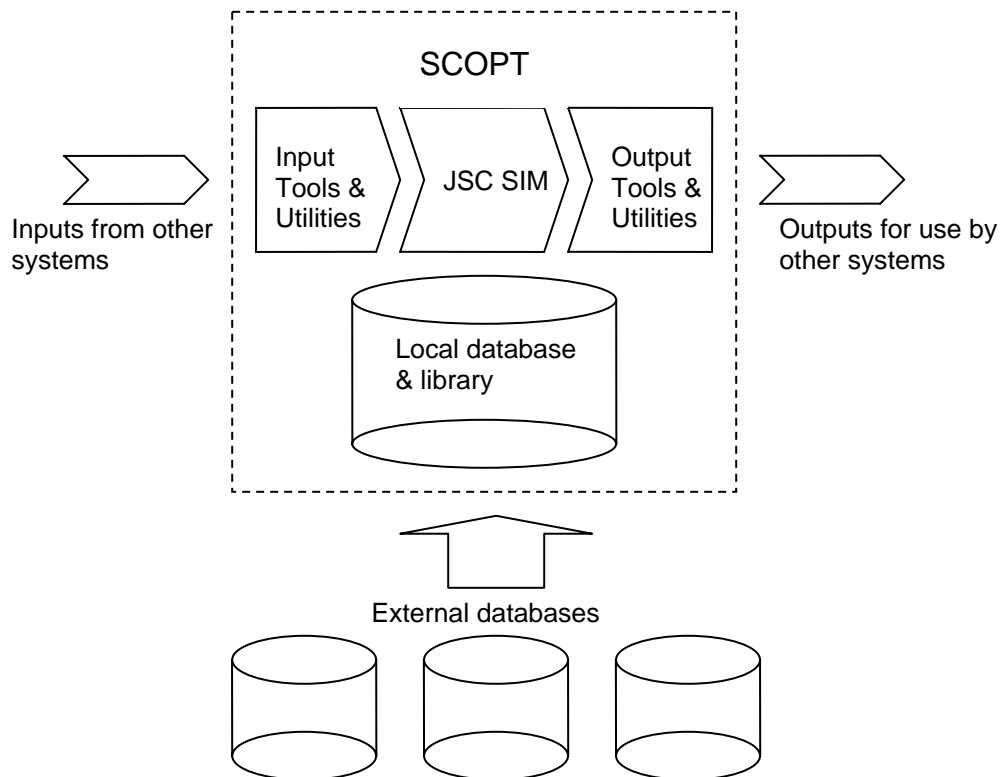 SCOPT
Input
Tools &
Utilities
JSC SIM
Output
Tools &
Utilities
Inputs from other
systems
Outputs for use by
other systems
Local database
& library
External databases